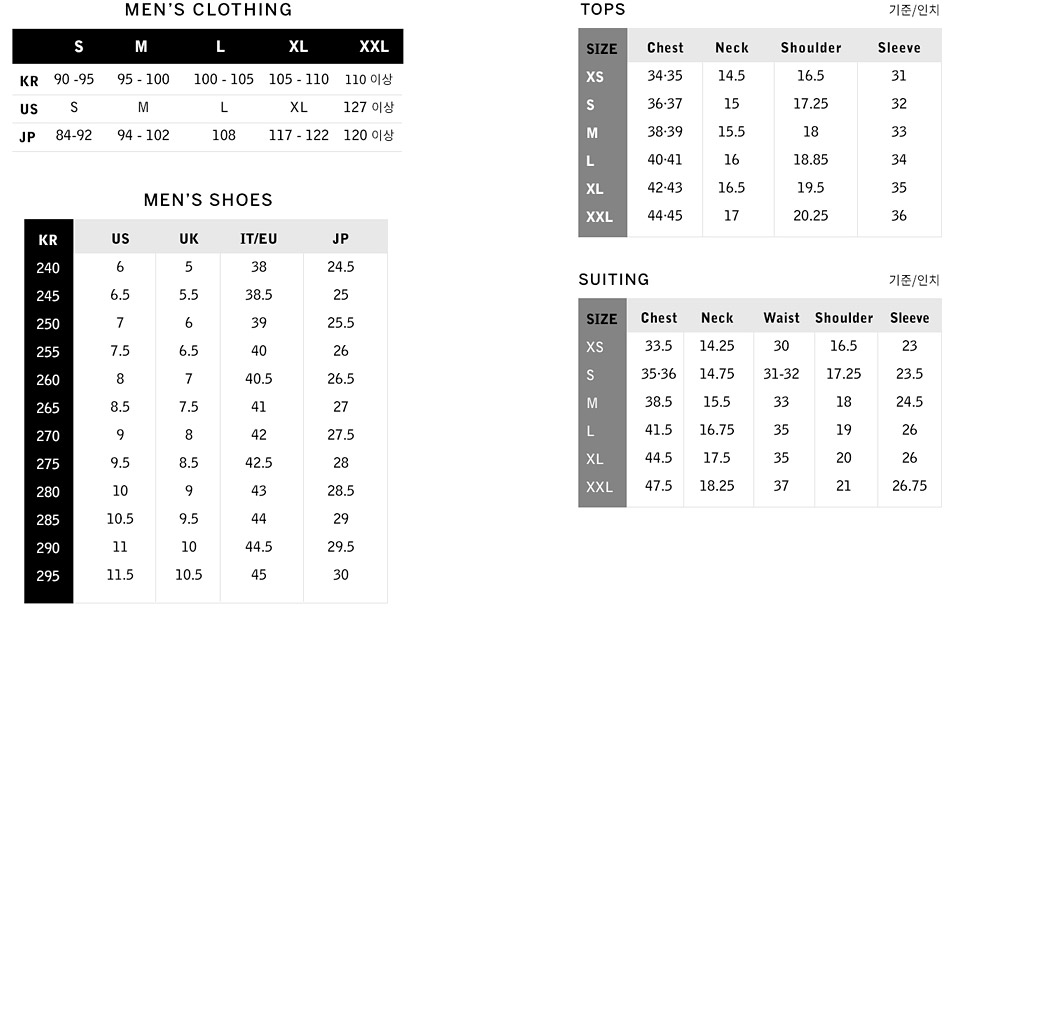 MEN'S CLOTHING
S M L XL XXL
KR 90 -95 95 - 100 100 - 105 105 - 110 110 이상
US S M L XL 127 이상
JP 84-92 94 - 102 108 117 - 122 120 이상
MEN'S SHOES
KR US UK IT/EU JP
240 6 5 38 24.5
245 6.5 5.5 38.5 25
250 7 6 39 25.5
255 7.5 6.5 40 26
260 8 7 40.5 26.5
265 8.5 7.5 41 27
270 9 8 42 27.5
275 9.5 8.5 42.5 28
280 10 9 43 28.5
285 10.5 9.5 44 29
290 11 10 44.5 29.5
295 11.5 10.5 45 30
TOPS 기준/인치
SIZE Chest Neck Shoulder Sleeve
XS 34·35 14.5 16.5 31
S 36·37 15 17.25 32
M 38·39 15.5 18 33
L 40·41 16 18.85 34
XL 42·43 16.5 19.5 35
XXL 44·45 17 20.25 36
SUITING 기준/인치
SIZE Chest Neck Waist Shoulder Sleeve
XS 33.5 14.25 30 16.5 23
S 35·36 14.75 31-32 17.25 23.5
M 38.5 15.5 33 18 24.5
L 41.5 16.75 35 19 26
XL 44.5 17.5 35 20 26
XXL 47.5 18.25 37 21 26.75